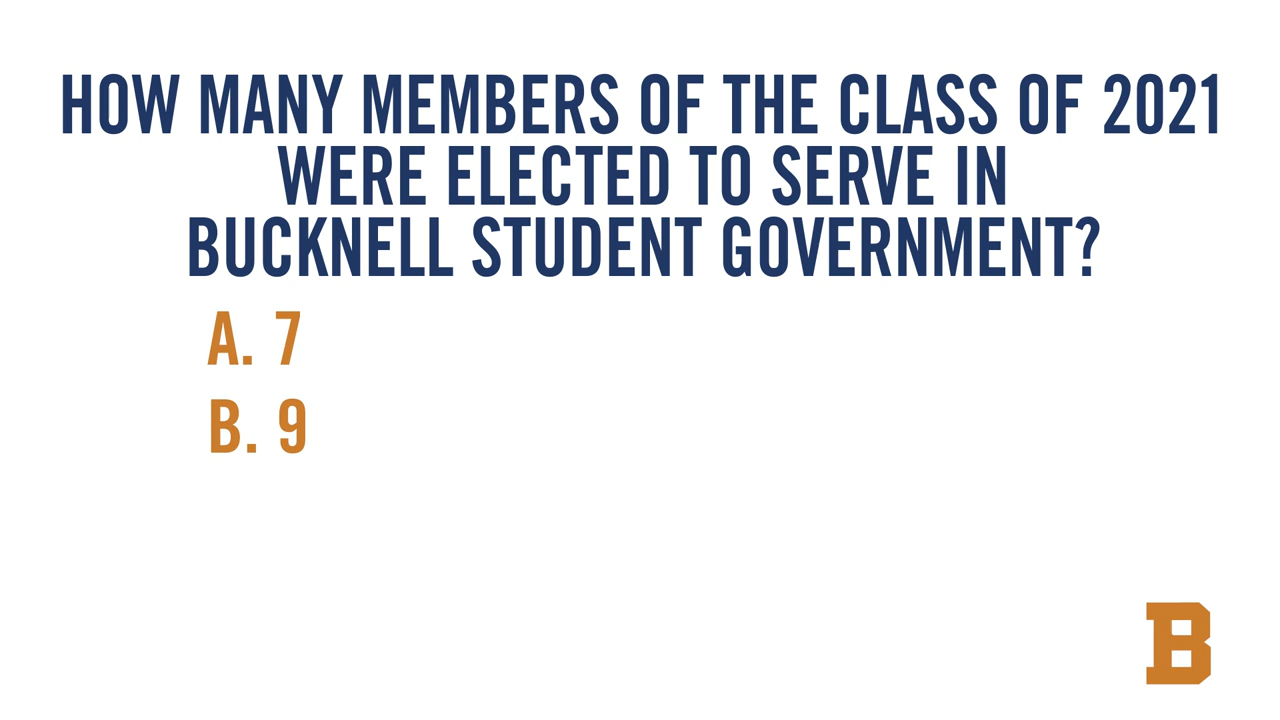 HOW MANY MEMBERS OF THE CLASS OF 2021
WERE ELECTED TO SERVE IN
BUCKNELL STUDENT GOVERNMENT?
A. 7
B. 9
B